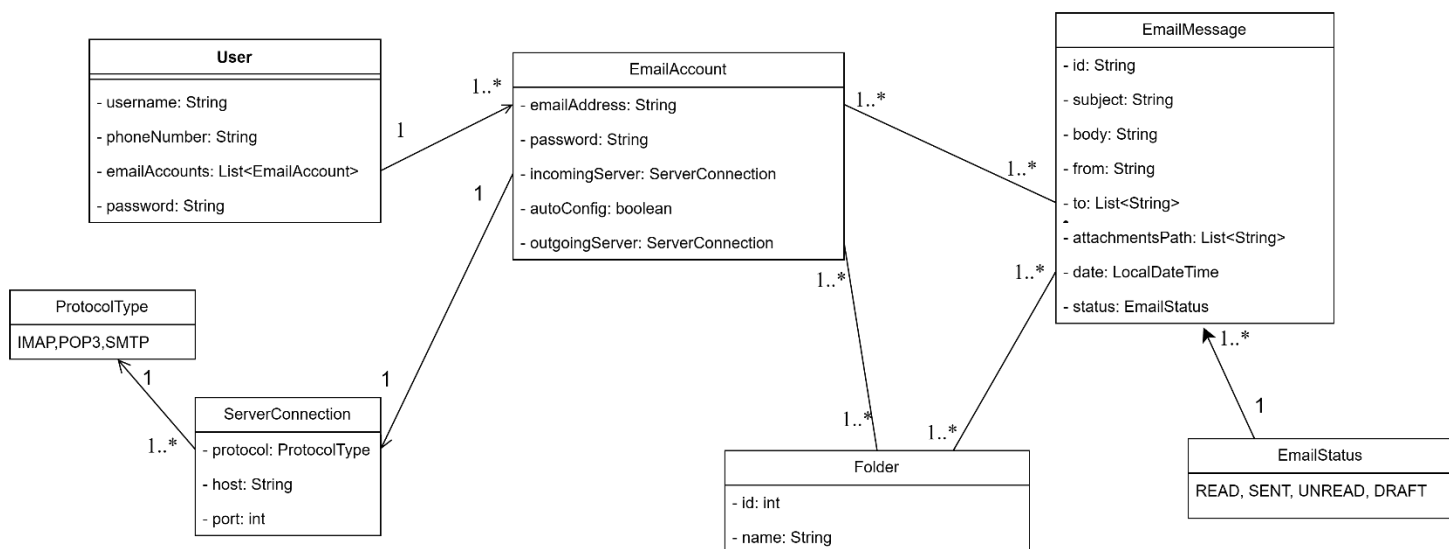 User
- username: String
- phoneNumber: String
- emailAccounts: List<EmailAccount>
- password: String
1
1..*
EmailAccount
- emailAddress: String
- password: String
- incomingServer: ServerConnection
- autoConfig: boolean
- outgoingServer: ServerConnection
1..*
1..*
EmailMessage
- id: String
- subject: String
- body: String
- from: String
- to: List<String>
- attachmentsPath: List<String>
- date: LocalDateTime
- status: EmailStatus
1
1
1..*
1..*
1..*
1..*
1..*
1
ProtocolType
IMAP,POP3,SMTP
1
1..*
ServerConnection
- protocol: ProtocolType
- host: String
- port: int
Folder
- id: int
- name: String
EmailStatus
READ, SENT, UNREAD, DRAFT